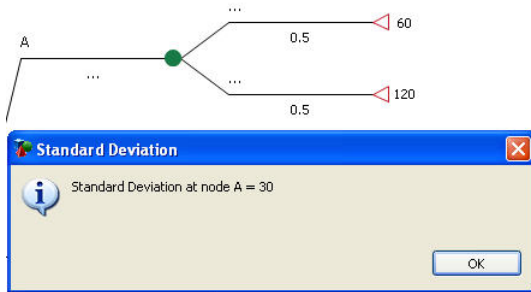 ...
60
0.5
A
...
...
120
0.5
Standard Deviation
Standard Deviation at node A = 30
OK